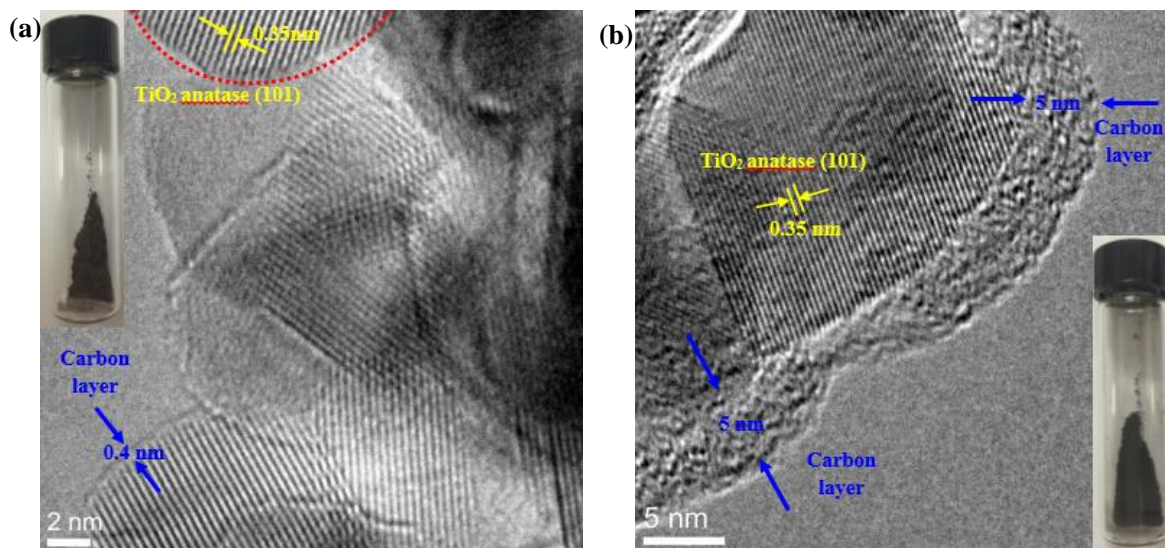 (a)
0.35nm
TiO2 anatase (101)
Carbon
layer
0.4 nm
2 nm
(b)
5 nm
Carbon
layer
TiO2 anatase (101)
0.35 nm
5 nm
Carbon
layer
5 nm